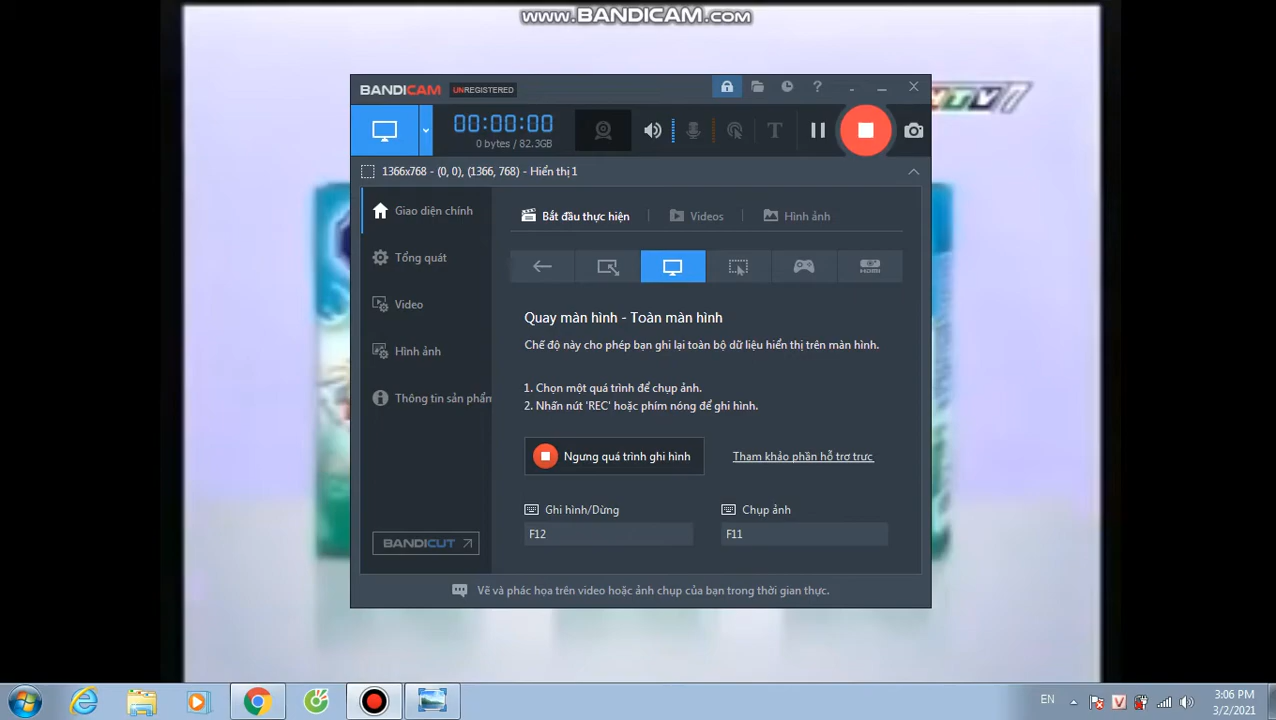 WWW.BANDICAM.COM
BANDICAM UNREGISTERED
00:00:00
0 bytes / 82.3GB
1366x768 - (0, 0), (1366, 768) - Hiển thị 1
Giao diện chính
Tổng quát
Video
Hình ảnh
Thông tin sản phẩm
BANDICUT
Bắt đầu thực hiện
Videos
Hình ảnh
HDMI
Quay màn hình - Toàn màn hình
Chế độ này cho phép bạn ghi lại toàn bộ dữ liệu hiển thị trên màn hình.
1. Chọn một quá trình để chụp ảnh.
2. Nhấn nút 'REC' hoặc phím nóng để ghi hình.
Ngưng quá trình ghi hình
Tham khảo phần hỗ trợ trực
Ghi hình/Dừng
Chụp ảnh
F12
F11
Vẽ và phác họa trên video hoặc ảnh chụp của bạn trong thời gian thực.
EN
3:06 PM
3/2/2021